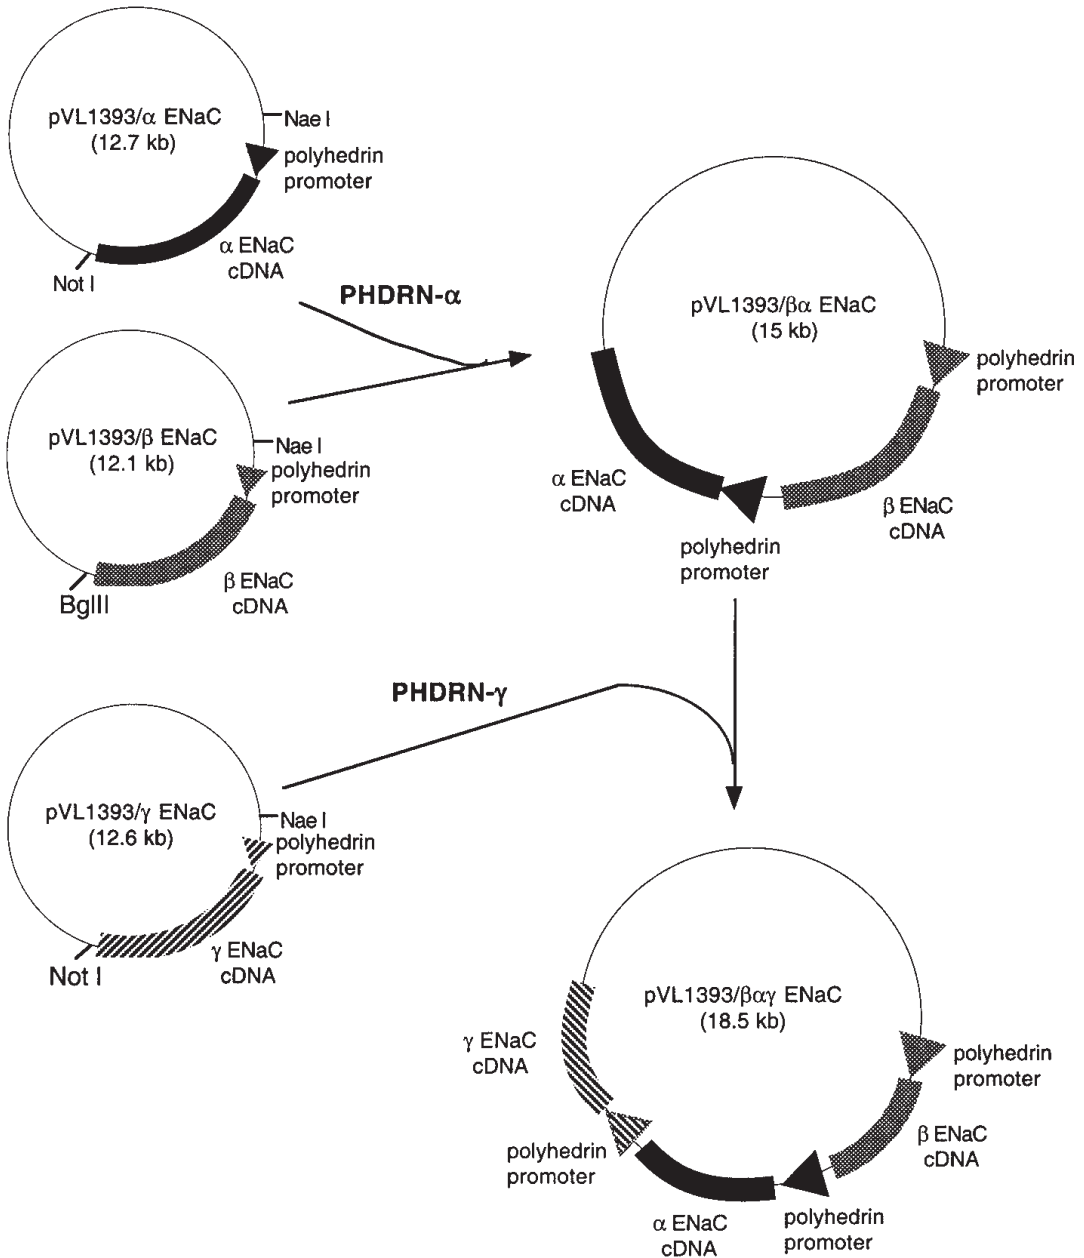 pVL1393/α ENaC
(12.7 kb)
Nae I
polyhedrin
promoter
α ENaC
cDNA
Not I
PHDRN-α
pVL1393/β ENaC
(12.1 kb)
Nae I
polyhedrin
promoter
β ENaC
cDNA
BglII
pVL1393/βα ENaC
(15 kb)
polyhedrin
promoter
α ENaC
cDNA
β ENaC
cDNA
polyhedrin
promoter
PHDRN-γ
pVL1393/γ ENaC
(12.6 kb)
Nae I
polyhedrin
promoter
γ ENaC
cDNA
Not I
pVL1393/βαγ ENaC
(18.5 kb)
γ ENaC
cDNA
polyhedrin
promoter
β ENaC
cDNA
polyhedrin
promoter
α ENaC
cDNA
polyhedrin
promoter